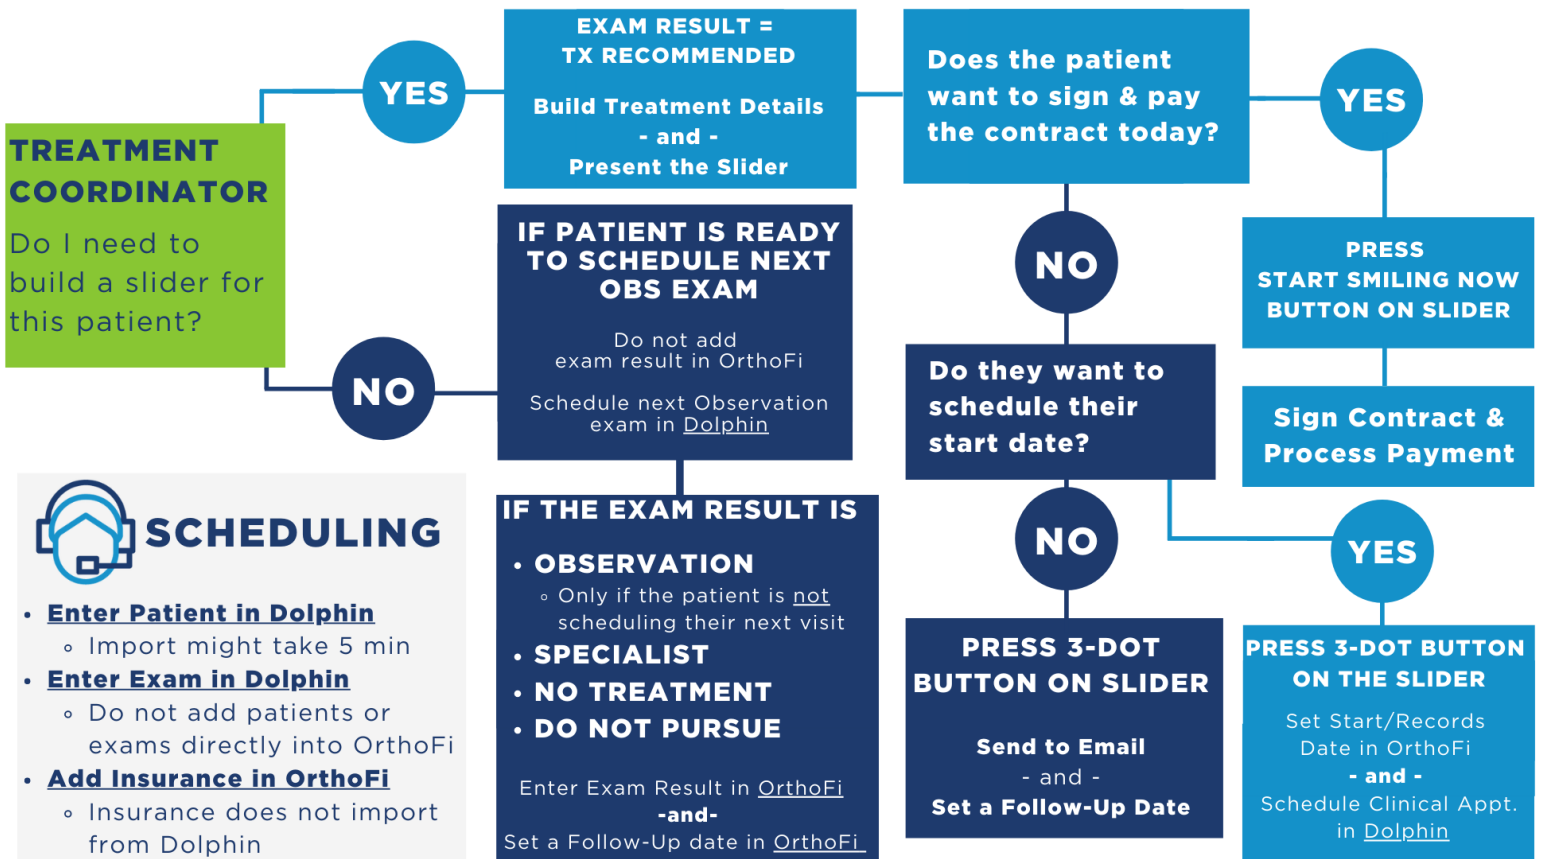 TREATMENT
COORDINATOR
Do I need to
build a slider for
this patient?
YES
EXAM RESULT =
TX RECOMMENDED
Build Treatment Details
- and -
Present the Slider
Does the patient
want to sign & pay
the contract today?
YES
PRESS
START SMILING NOW
BUTTON ON SLIDER
Sign Contract &
Process Payment
NO
Do they want to
schedule their
start date?
YES
PRESS 3-DOT BUTTON
ON THE SLIDER
Set Start/Records
Date in OrthoFi
- and -
Schedule Clinical Appt.
in Dolphin
NO
PRESS 3-DOT
BUTTON ON SLIDER
Send to Email
- and -
Set a Follow-Up Date
NO
IF PATIENT IS READY
TO SCHEDULE NEXT
OBS EXAM
Do not add
exam result in OrthoFi
Schedule next Observation
exam in Dolphin
IF THE EXAM RESULT IS
• OBSERVATION
◦ Only if the patient is not
scheduling their next visit
• SPECIALIST
• NO TREATMENT
• DO NOT PURSUE
Enter Exam Result in OrthoFi
-and-
Set a Follow-Up date in OrthoFi
SCHEDULING
• Enter Patient in Dolphin
◦ Import might take 5 min
• Enter Exam in Dolphin
◦ Do not add patients or
exams directly into OrthoFi
• Add Insurance in OrthoFi
◦ Insurance does not import
from Dolphin